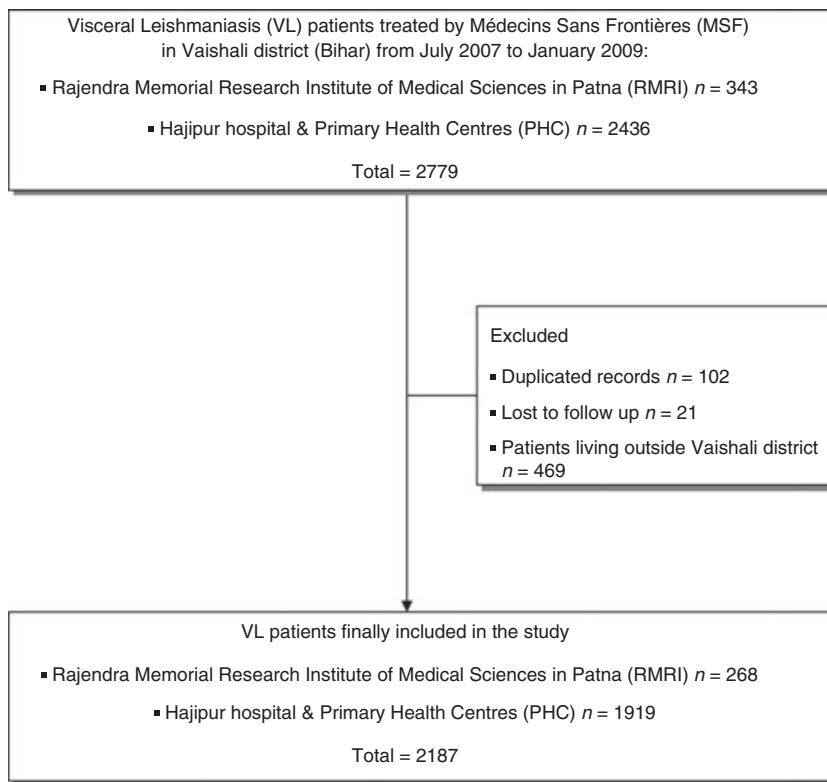 Visceral Leishmaniasis (VL) patients treated by Médecins Sans Frontières (MSF)
in Vaishali district (Bihar) from July 2007 to January 2009:
▪ Rajendra Memorial Research Institute of Medical Sciences in Patna (RMRI) n = 343
▪ Hajipur hospital & Primary Health Centres (PHC) n = 2436
Total = 2779
Excluded
▪ Duplicated records n = 102
▪ Lost to follow up n = 21
▪ Patients living outside Vaishali district
n = 469
VL patients finally included in the study
▪ Rajendra Memorial Research Institute of Medical Sciences in Patna (RMRI) n = 268
▪ Hajipur hospital & Primary Health Centres (PHC) n = 1919
Total = 2187